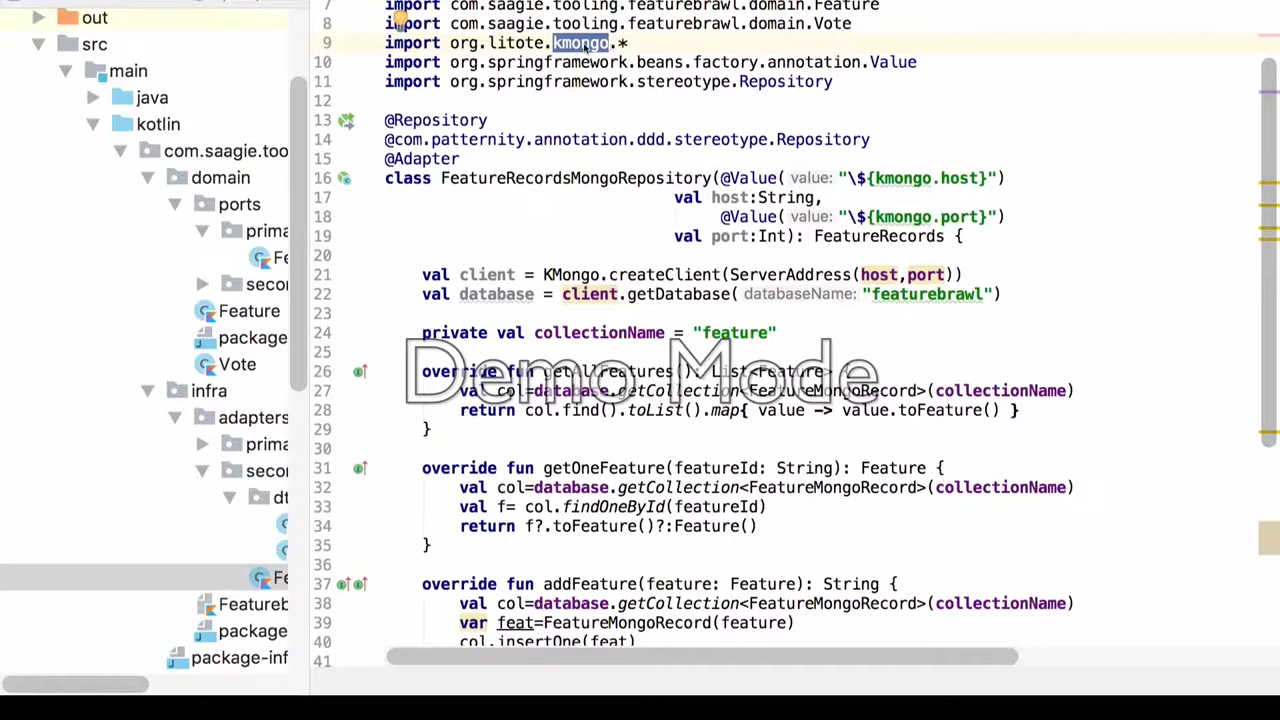 out
src
main
java
kotlin
com.saagie.too
domain
ports
prima
Fe
secon
Feature
package
Vote
infra
adapters
prima
secon
dt
Fe
Featureb
package
package-inf
7 import com.saagie.tooling.featurebrawl.domain.Feature
8 import com.saagie.tooling.featurebrawl.domain.Vote
9 import org.litote.kmongo.*
10 import org.springframework.beans.factory.annotation.Value
11 import org.springframework.stereotype.Repository
12
13 @Repository
14 @com.patternity.annotation.ddd.stereotype.Repository
15 @Adapter
16 class FeatureRecordsMongoRepository(@Value( value: "\${kmongo.host}")
17 val host:String,
18 @Value( value: "\${kmongo.port}")
19 val port:Int): FeatureRecords {
20
21 val client = KMongo.createClient(ServerAddress(host,port))
22 val database = client.getDatabase( databaseName: "featurebrawl")
23
24 private val collectionName = "feature"
25
26 override fun getAllFeatures(): List<Feature>
27 val col=database.getCollection<FeatureMongoRecord>(collectionName)
28 return col.find().toList().map{ value -> value.toFeature() }
29 }
30
31 override fun getOneFeature(featureId: String): Feature {
32 val col=database.getCollection<FeatureMongoRecord>(collectionName)
33 val f= col.findOneById(featureId)
34 return f?.toFeature()?:Feature()
35 }
36
37 override fun addFeature(feature: Feature): String {
38 val col=database.getCollection<FeatureMongoRecord>(collectionName)
39 var feat=FeatureMongoRecord(feature)
40 col.insertOne(feat)
41
Demo Mode